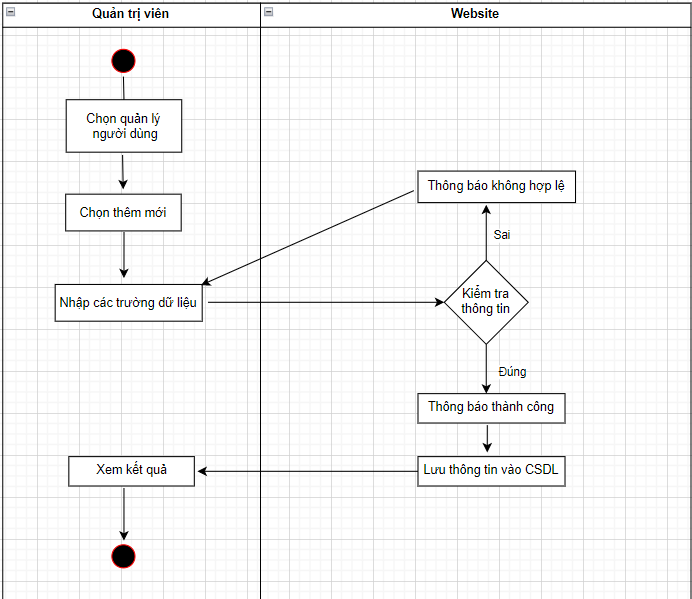 Quản trị viên
Website
Chọn quản lý
người dùng
Chọn thêm mới
Nhập các trường dữ liệu
Thông báo không hợp lệ
Sai
Kiểm tra
thông tin
Đúng
Thông báo thành công
Lưu thông tin vào CSDL
Xem kết quả